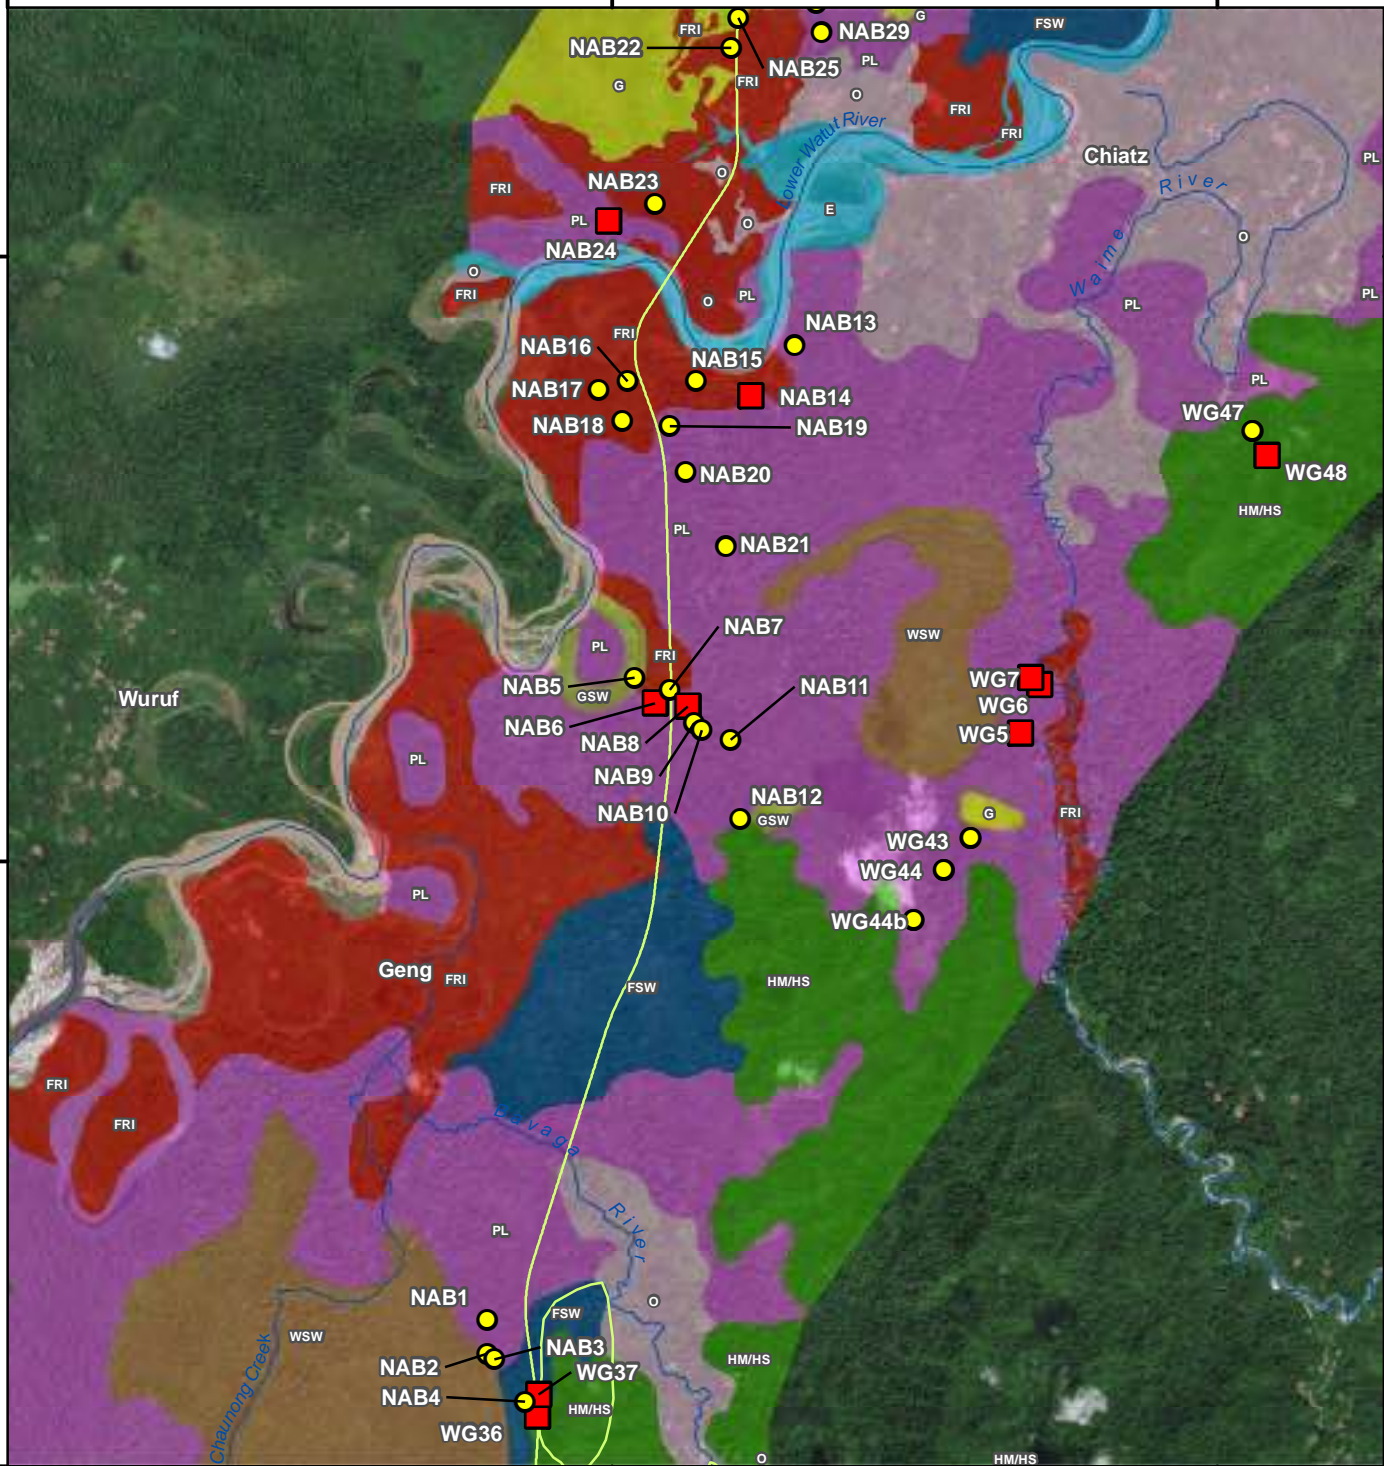 G
FSW
FRI
NAB29
NAB22
PL
NAB25
FRI
G
O
FRI
Lower Watut River
FRI
Chiatz
PL
O
NAB23
River
FRI
E
PL
O
O
NAB24
Waime
O
FRI
O
PL
PL
PL
NAB13
FRI
NAB16
NAB15
PL
NAB17
NAB14
WG47
NAB18
NAB19
WG48
NAB20
HM/HS
PL
NAB21
NAB7
WSW
PL
FRI
WG7
NAB5
GSW
NAB11
Wuruf
WG6
NAB6
WG5
NAB8
PL
NAB9
NAB12
NAB10
GSW
G
FRI
WG43
WG44
PL
WG44b
Geng
FRI
HM/HS
FSW
FRI
FRI
Buvaga
River
PL
NAB1
O
FSW
WSW
NAB3
HM/HS
NAB2
WG37
NAB4
HM/HS
Chaunong Creek
WG36
O
HM/HS